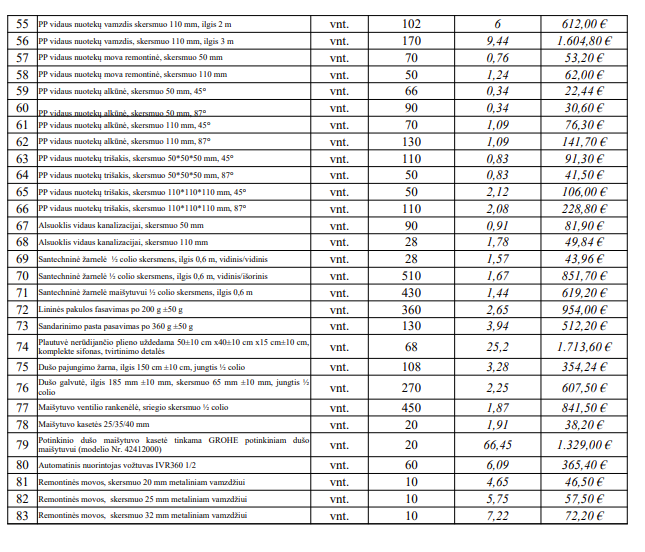 55 PP vidaus nuotekų vamzdis skersmuo 110 mm, ilgis 2 m vnt. 102 6 612,00 €
56 PP vidaus nuotekų vamzdis, skersmuo 110 mm, ilgis 3 m vnt. 170 9,44 1.604,80 €
57 PP vidaus nuotekų mova remontinė, skersmuo 50 mm vnt. 70 0,76 53,20 €
58 PP vidaus nuotekų mova remontinė, skersmuo 110 mm vnt. 50 1,24 62,00 €
59 PP vidaus nuotekų alkūnė, skersmuo 50 mm, 45° vnt. 66 0,34 22,44 €
60 PP vidaus nuotekų alkūnė, skersmuo 50 mm, 87° vnt. 90 0,34 30,60 €
61 PP vidaus nuotekų alkūnė, skersmuo 110 mm, 45° vnt. 70 1,09 76,30 €
62 PP vidaus nuotekų alkūnė, skersmuo 110 mm, 87° vnt. 130 1,09 141,70 €
63 PP vidaus nuotekų trišakis, skersmuo 50*50*50 mm, 45° vnt. 110 0,83 91,30 €
64 PP vidaus nuotekų trišakis, skersmuo 50*50*50 mm, 87° vnt. 50 0,83 41,50 €
65 PP vidaus nuotekų trišakis, skersmuo 110*110*110 mm, 45° vnt. 50 2,12 106,00 €
66 PP vidaus nuotekų trišakis, skersmuo 110*110*110 mm, 87° vnt. 110 2,08 228,80 €
67 Alsuoklis vidaus kanalizacijai, skersmuo 50 mm vnt. 90 0,91 81,90 €
68 Alsuoklis vidaus kanalizacijai, skersmuo 110 mm vnt. 28 1,78 49,84 €
69 Santechninė žarnelė ½ colio skersmens, ilgis 0,6 m, vidinis/vidinis vnt. 28 1,57 43,96 €
70 Santechninė žarnelė ½ colio skersmens, ilgis 0,6 m, vidinis/išorinis vnt. 510 1,67 851,70 €
71 Santechninė žarnelė maišytuvui ½ colio skersmens, ilgis 0,6 m vnt. 430 1,44 619,20 €
72 Lininės pakulos fasavimas po 200 g ±50 g vnt. 360 2,65 954,00 €
73 Sandarinimo pasta pasavimas po 360 g ±50 g vnt. 130 3,94 512,20 €
74 Plautuvė nerūdijančio plieno uždedama 50±10 cm x40±10 cm x15 cm±10 cm, komplekte sifonas, tvirtinimo detalės vnt. 68 25,2 1.713,60 €
75 Dušo pajungimo žarna, ilgis 150 cm ±10 cm, jungtis ½ colio vnt. 108 3,28 354,24 €
76 Dušo galvutė, ilgis 185 mm ±10 mm, skersmuo 65 mm ±10 mm, jungtis ½ colio vnt. 270 2,25 607,50 €
77 Maišytuvo ventilio rankenėlė, sriegio skersmuo ½ colio vnt. 450 1,87 841,50 €
78 Maišytuvo kasetės 25/35/40 mm vnt. 20 1,91 38,20 €
79 Potinkinio dušo maišytuvo kasetė tinkama GROHE potinkiniam dušo maišytuvui (modelio Nr. 42412000) vnt. 20 66,45 1.329,00 €
80 Automatinis nuorintojas vožtuvas IVR360 1/2 vnt. 60 6,09 365,40 €
81 Remontinės movos, skersmuo 20 mm metaliniam vamzdžiui vnt. 10 4,65 46,50 €
82 Remontinės movos, skersmuo 25 mm metaliniam vamzdžiui vnt. 10 5,75 57,50 €
83 Remontinės movos, skersmuo 32 mm metaliniam vamzdžiui vnt. 10 7,22 72,20 €